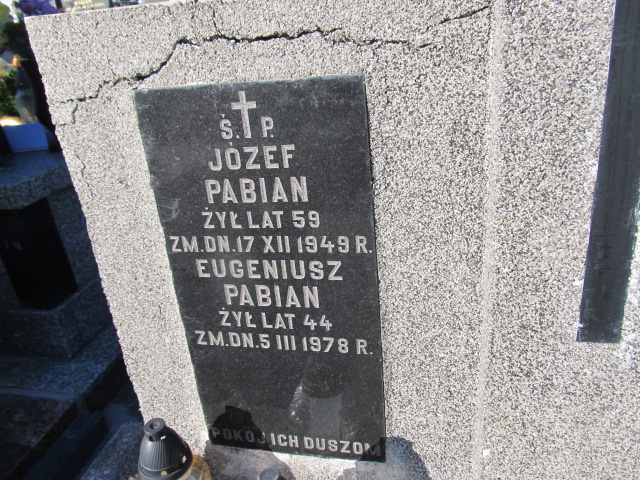 Ś. P.
JÓZEF
PABIAN
ŻYŁ LAT 59
ZM.DN.17 XII 1949 R.
EUGENIUSZ
PABIAN
ŻYŁ LAT 44
ZM.DN.5 III 1978 R.
POKÓJ ICH DUSZOM